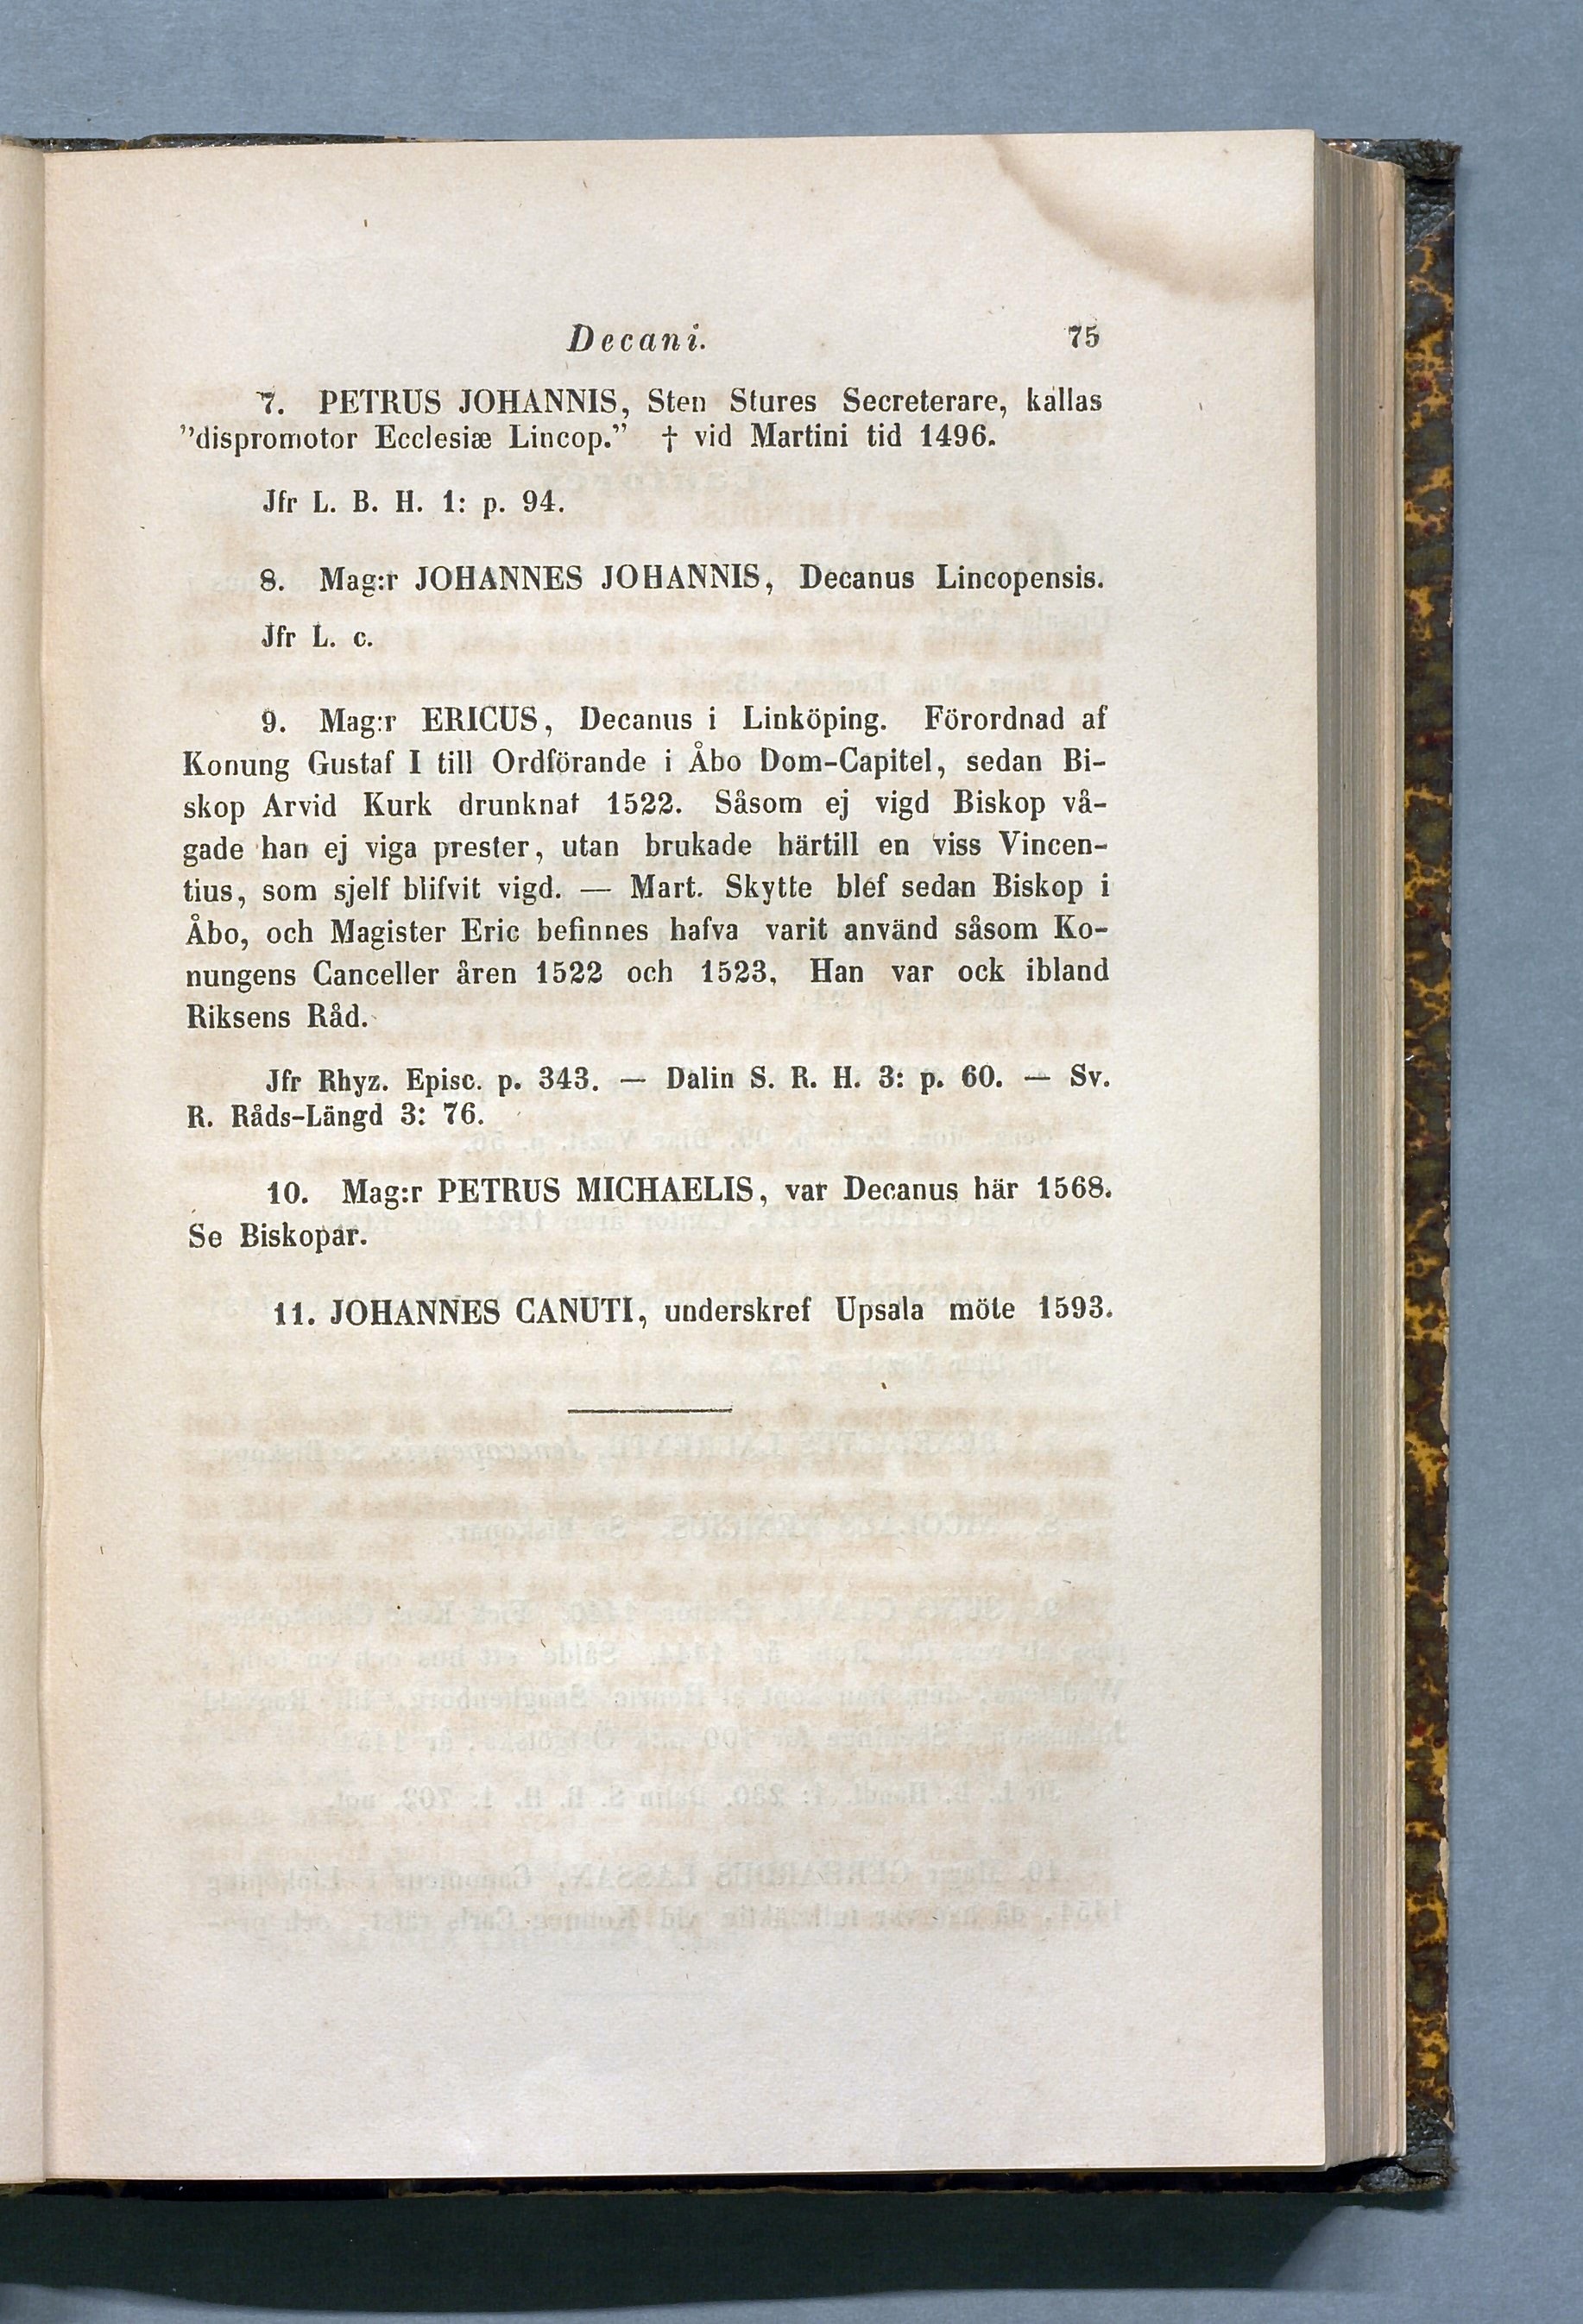 Decani. 75
7. PETRUS JOHANNIS, Sten Stures Secreterare, kallas
"dispromotor Ecclesiæ Lincop." † vid Martini tid 1496.
Jfr L. B. H. 1: p. 94.
8. Mag:r JOHANNES JOHANNIS, Decanus Lincopensis.
Jfr L. c.
9. Mag:r ERICUS, Decanus i Linköping. Förordnad af
Konung Gustaf I till Ordförande i Åbo Dom-Capitel, sedan Bi-
skop Arvid Kurk drunknat 1522. Såsom ej vigd Biskop vå-
gade han ej viga prester, utan brukade härtill en viss Vincen-
tius, som sjelf blifvit vigd. — Mart. Skytte blef sedan Biskop i
Åbo, och Magister Eric befinnes hafva varit använd såsom Ko-
nungens Canceller åren 1522 och 1523, Han var ock ibland
Riksens Råd.
Jfr Rhyz. Episc. p. 343. — Dalin S. R. H. 3: p. 60. — Sv.
R. Råds-Längd 3: 76.
10. Mag:r PETRUS MICHAELIS, var Decanus här 1568.
Se Biskopar.
11. JOHANNES CANUTI, underskref Upsala möte 1593.